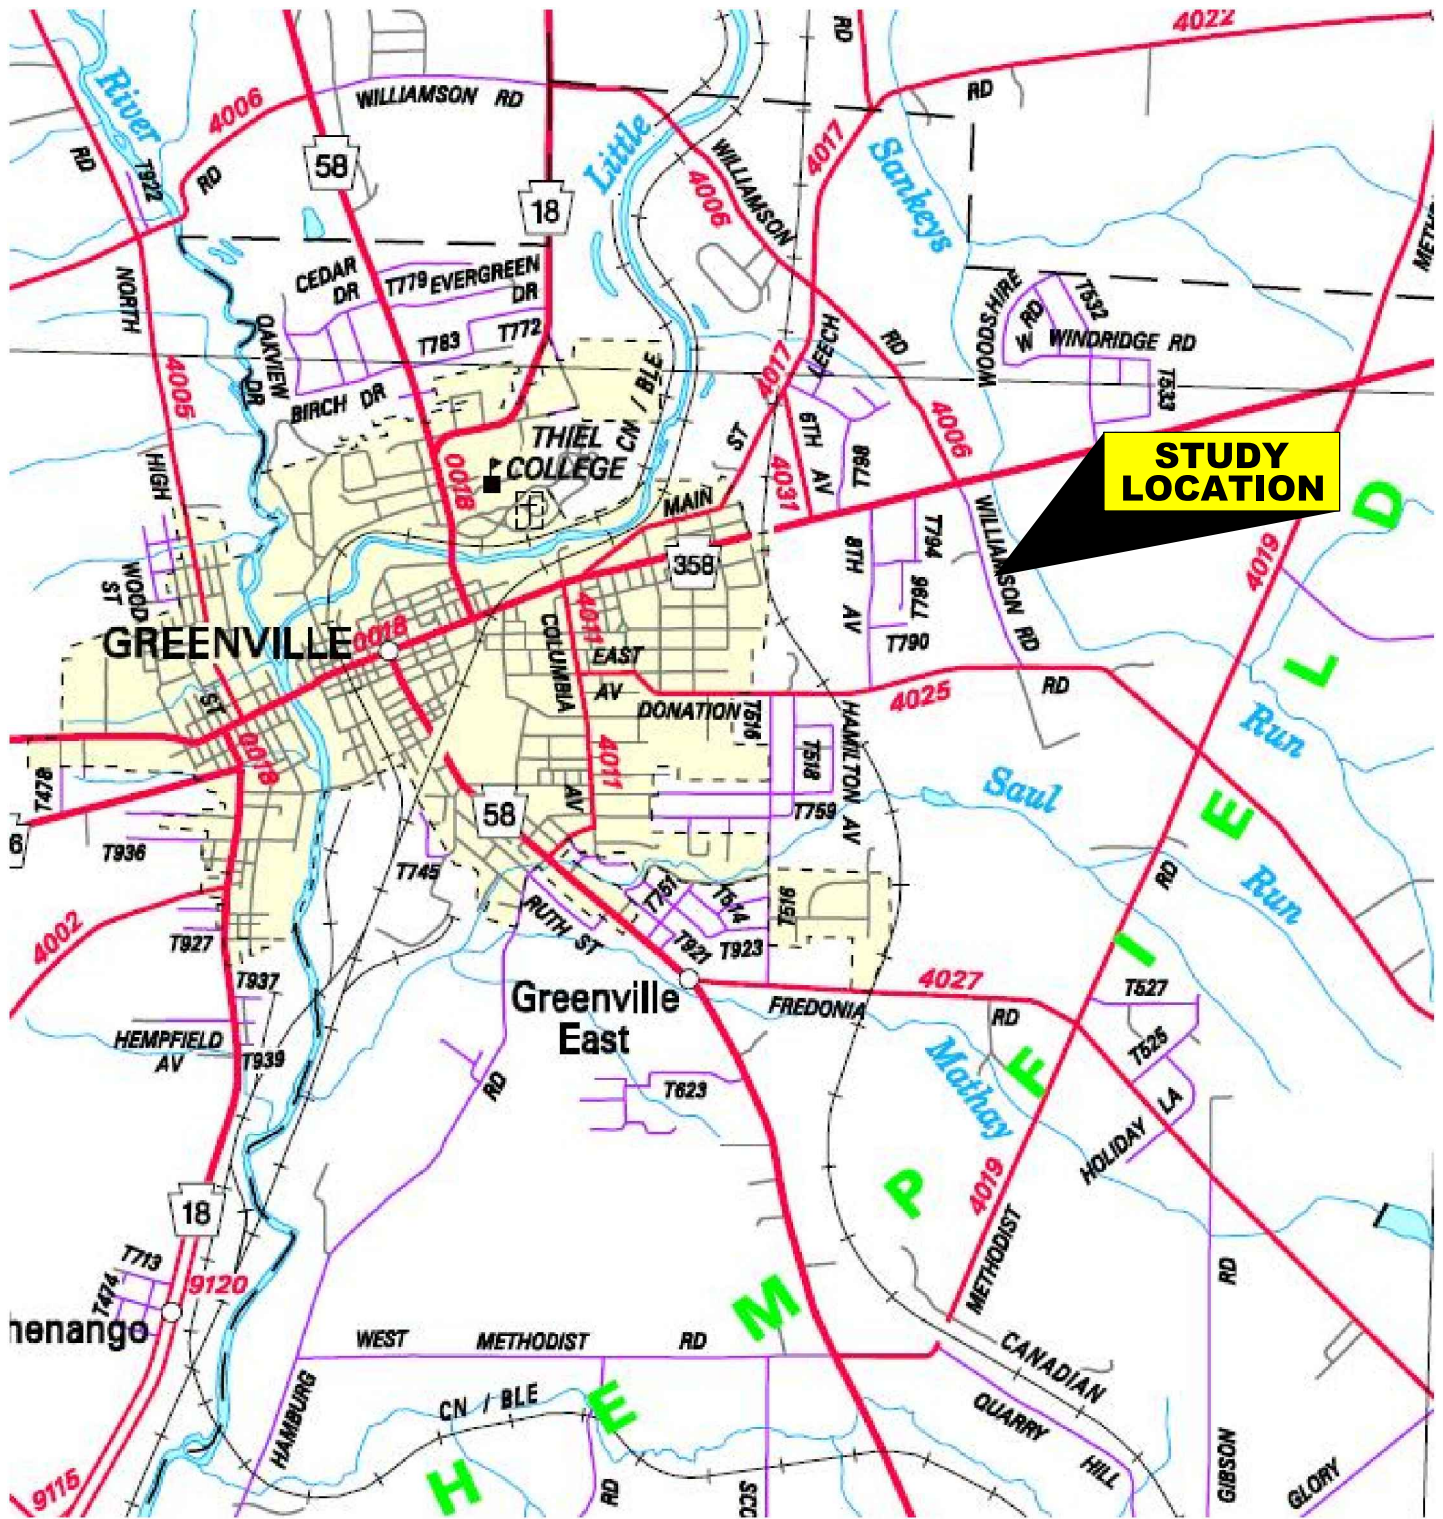 4022
RD
River
4006
WILLIAMSON RD
RD
Little
4017
RD
58
T922
RD
Sankeys
WILLIAMSON
4006
18
METH
NORTH
CEDAR
DR
T779
EVERGREEN
DR
WOODSHIRE
W RD
T532
WINDRIDGE RD
OAKVIEW
DR
T783
T772
LEECH
RD
4005
BIRCH DR
CN / BLE
4017
T533
THIEL
COLLEGE
ST
6TH AV
4006
STUDY
LOCATION
HIGH
0018
MAIN
4031
T798
WILLIAMSON RD
D
WOOD
ST
358
8TH AV
T794
4019
T796
GREENVILLE
0018
4011
COLUMBIA
AV
EAST
AV
T790
L
ST
DONATION
4025
RD
0018
T516
HAMILTON AV
Run
T478
4011
T518
Saul
58
T759
E
6
T936
T745
RD
Run
4002
RUTH ST
T751
T514
T516
T927
T921
T923
I
T937
Greenville
East
4027
T527
FREDONIA
RD
HEMPFIELD
AV
T939
T525
Mathay
F
RD
T623
LA
HOLIDAY
P
4019
18
METHODIST
T713
RD
T474
9120
M
henango
WEST METHODIST RD
CANADIAN
HAMBURG
CN / BLE
E
QUARRY
HILL
GIBSON
9115
H
RD
SCO
GLORY